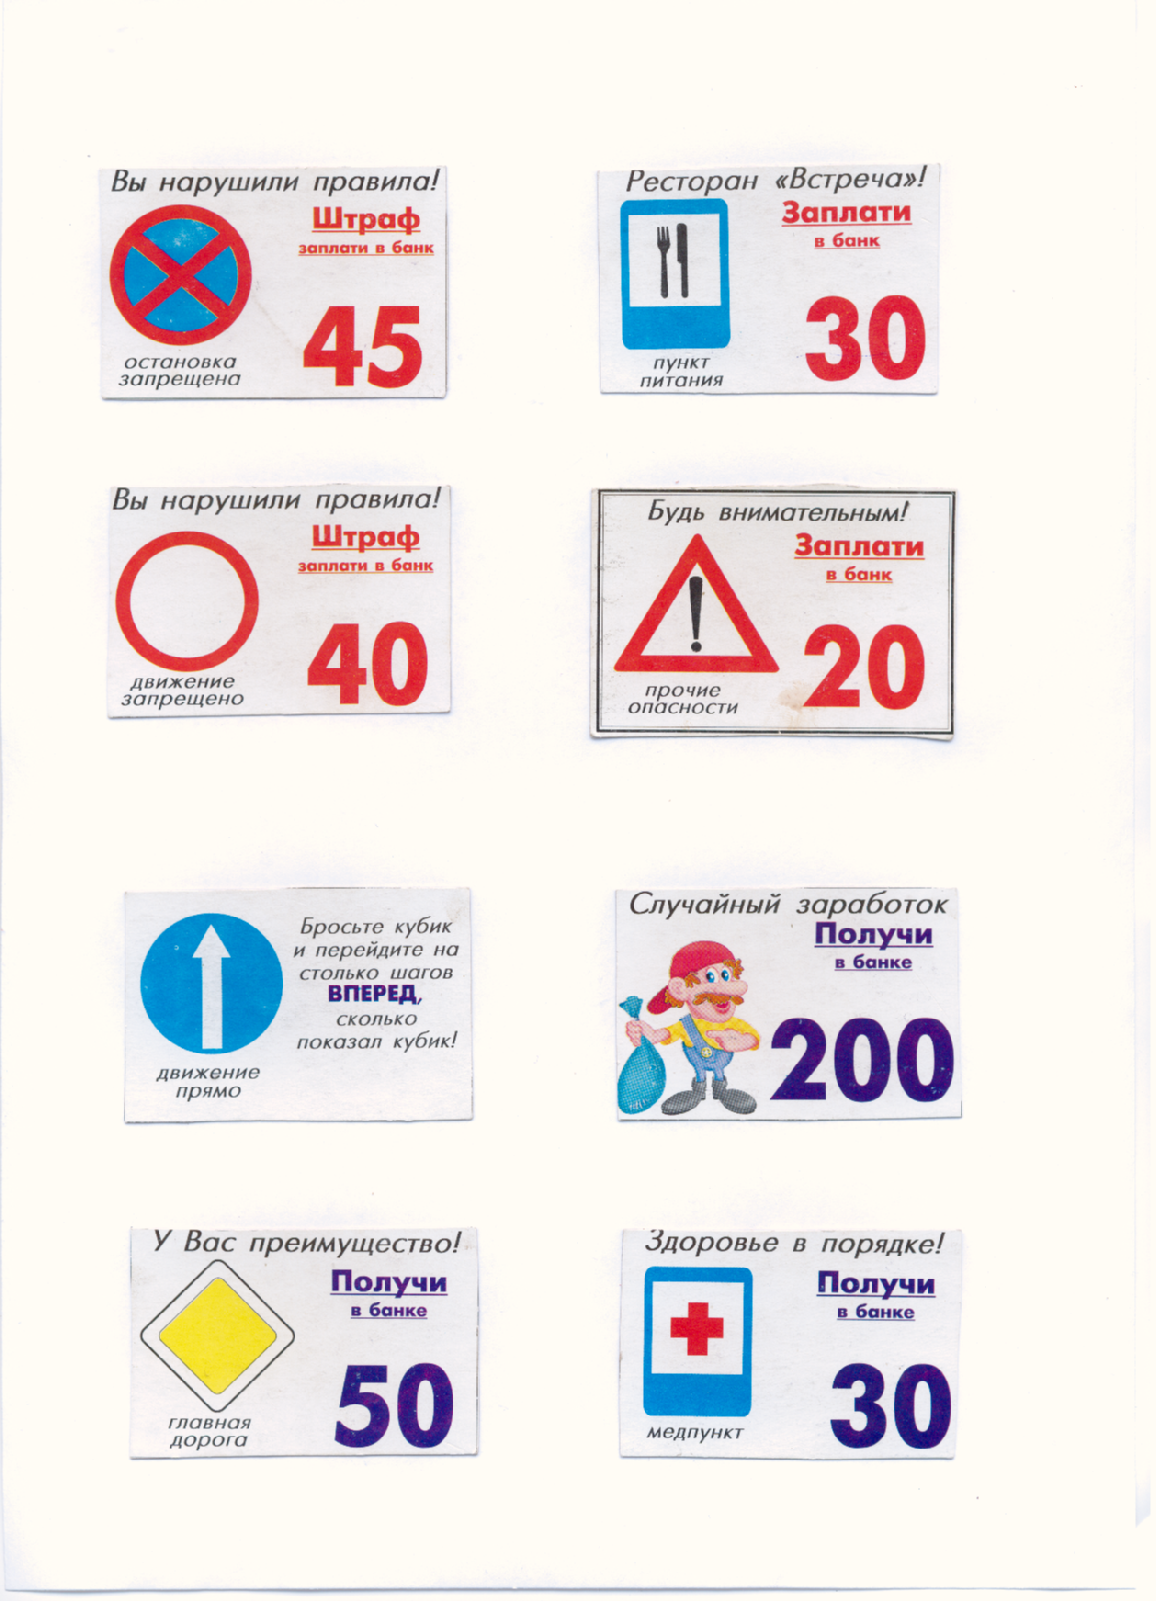 Вы нарушили правила!
Штраф
заплати в банк
45
остановка
запрещена
Ресторан «Встреча»!
Заплати
в банк
30
пункт
питания
Вы нарушили правила!
Штраф
заплати в банк
40
движение
запрещено
Будь внимательным!
Заплати
в банк
20
прочие
опасности
Бросьте кубик
и перейдите на
столько шагов
ВПЕРЕД,
сколько
показал кубик!
движение
прямо
Случайный заработок
Получи
в банке
200
У Вас преимущество!
Получи
в банке
50
главная
дорога
Здоровье в порядке!
Получи
в банке
30
медпункт